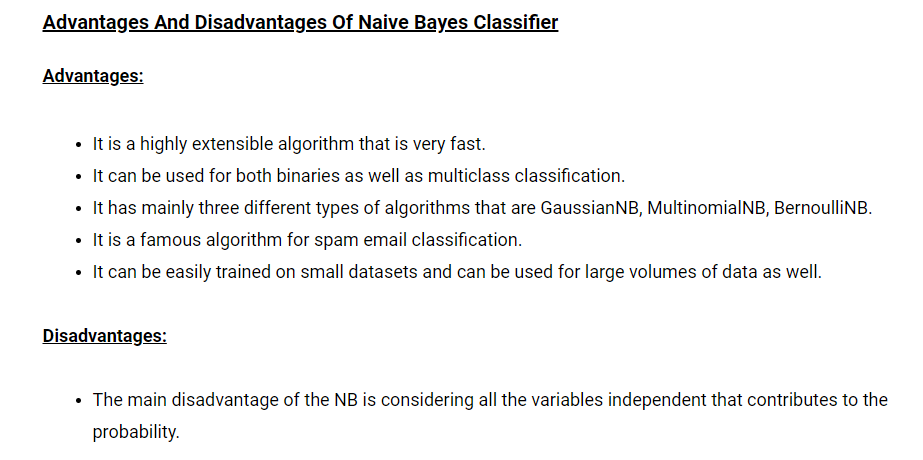 Advantages And Disadvantages Of Naive Bayes Classifier
Advantages:
• It is a highly extensible algorithm that is very fast.
• It can be used for both binaries as well as multiclass classification.
• It has mainly three different types of algorithms that are GaussianNB, MultinomialNB, BernoulliNB.
• It is a famous algorithm for spam email classification.
• It can be easily trained on small datasets and can be used for large volumes of data as well.
Disadvantages:
• The main disadvantage of the NB is considering all the variables independent that contributes to the
probability.